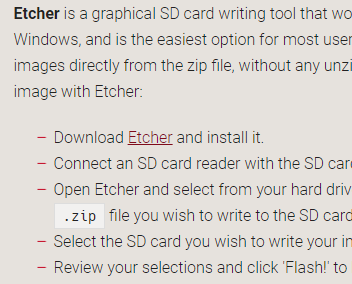 Etcher is a graphical SD card writing tool that wo
Windows, and is the easiest option for most user
images directly from the zip file, without any unzi
image with Etcher:
– Download Etcher and install it.
– Connect an SD card reader with the SD car
– Open Etcher and select from your hard driv
.zip file you wish to write to the SD card
– Select the SD card you wish to write your im
– Review your selections and click 'Flash!' to